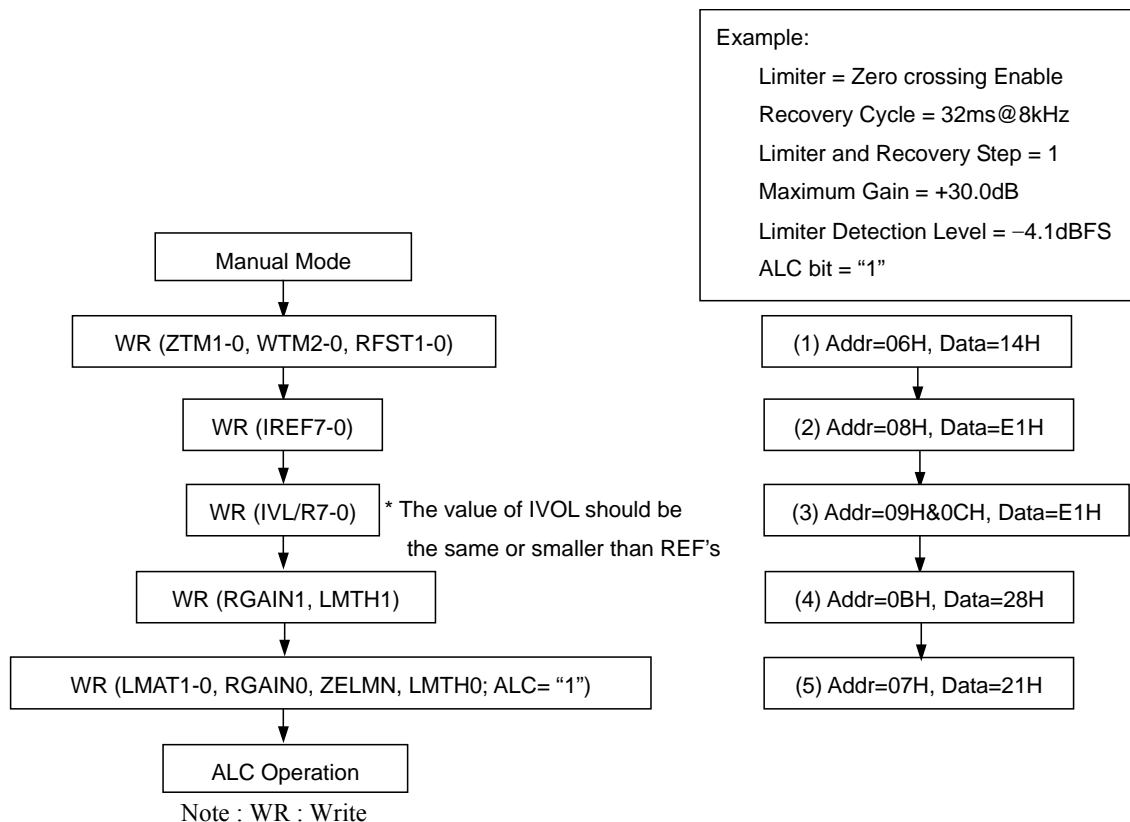 Example:
Limiter = Zero crossing Enable
Recovery Cycle = 32ms@8kHz
Limiter and Recovery Step = 1
Maximum Gain = +30.0dB
Limiter Detection Level = −4.1dBFS
ALC bit = “1”
Manual Mode
WR (ZTM1-0, WTM2-0, RFST1-0)
(1) Addr=06H, Data=14H
WR (IREF7-0)
(2) Addr=08H, Data=E1H
WR (IVL/R7-0)
* The value of IVOL should be
the same or smaller than REF’s
(3) Addr=09H&0CH, Data=E1H
WR (RGAIN1, LMTH1)
(4) Addr=0BH, Data=28H
WR (LMAT1-0, RGAIN0, ZELMN, LMTH0; ALC= “1”)
(5) Addr=07H, Data=21H
ALC Operation
Note : WR : Write